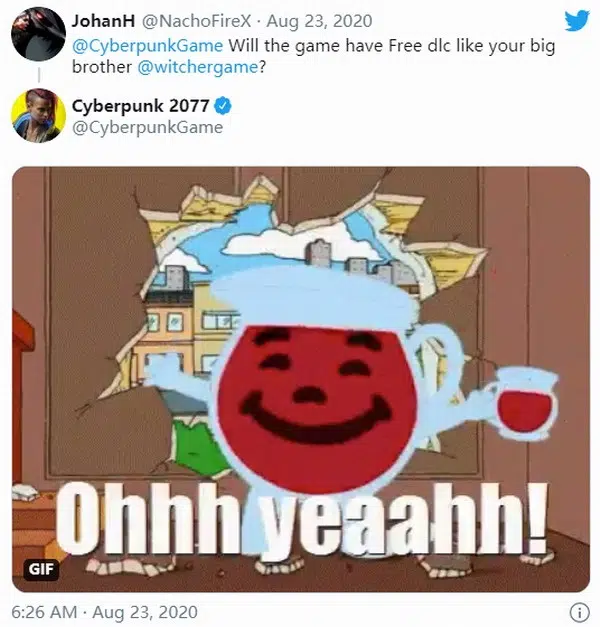 JohanH @NachoFireX · Aug 23, 2020
@CyberpunkGame Will the game have Free dlc like your big
brother @witchergame?
Cyberpunk 2077
@CyberpunkGame
Ohhh yeaahh!
GIF
6:26 AM · Aug 23, 2020